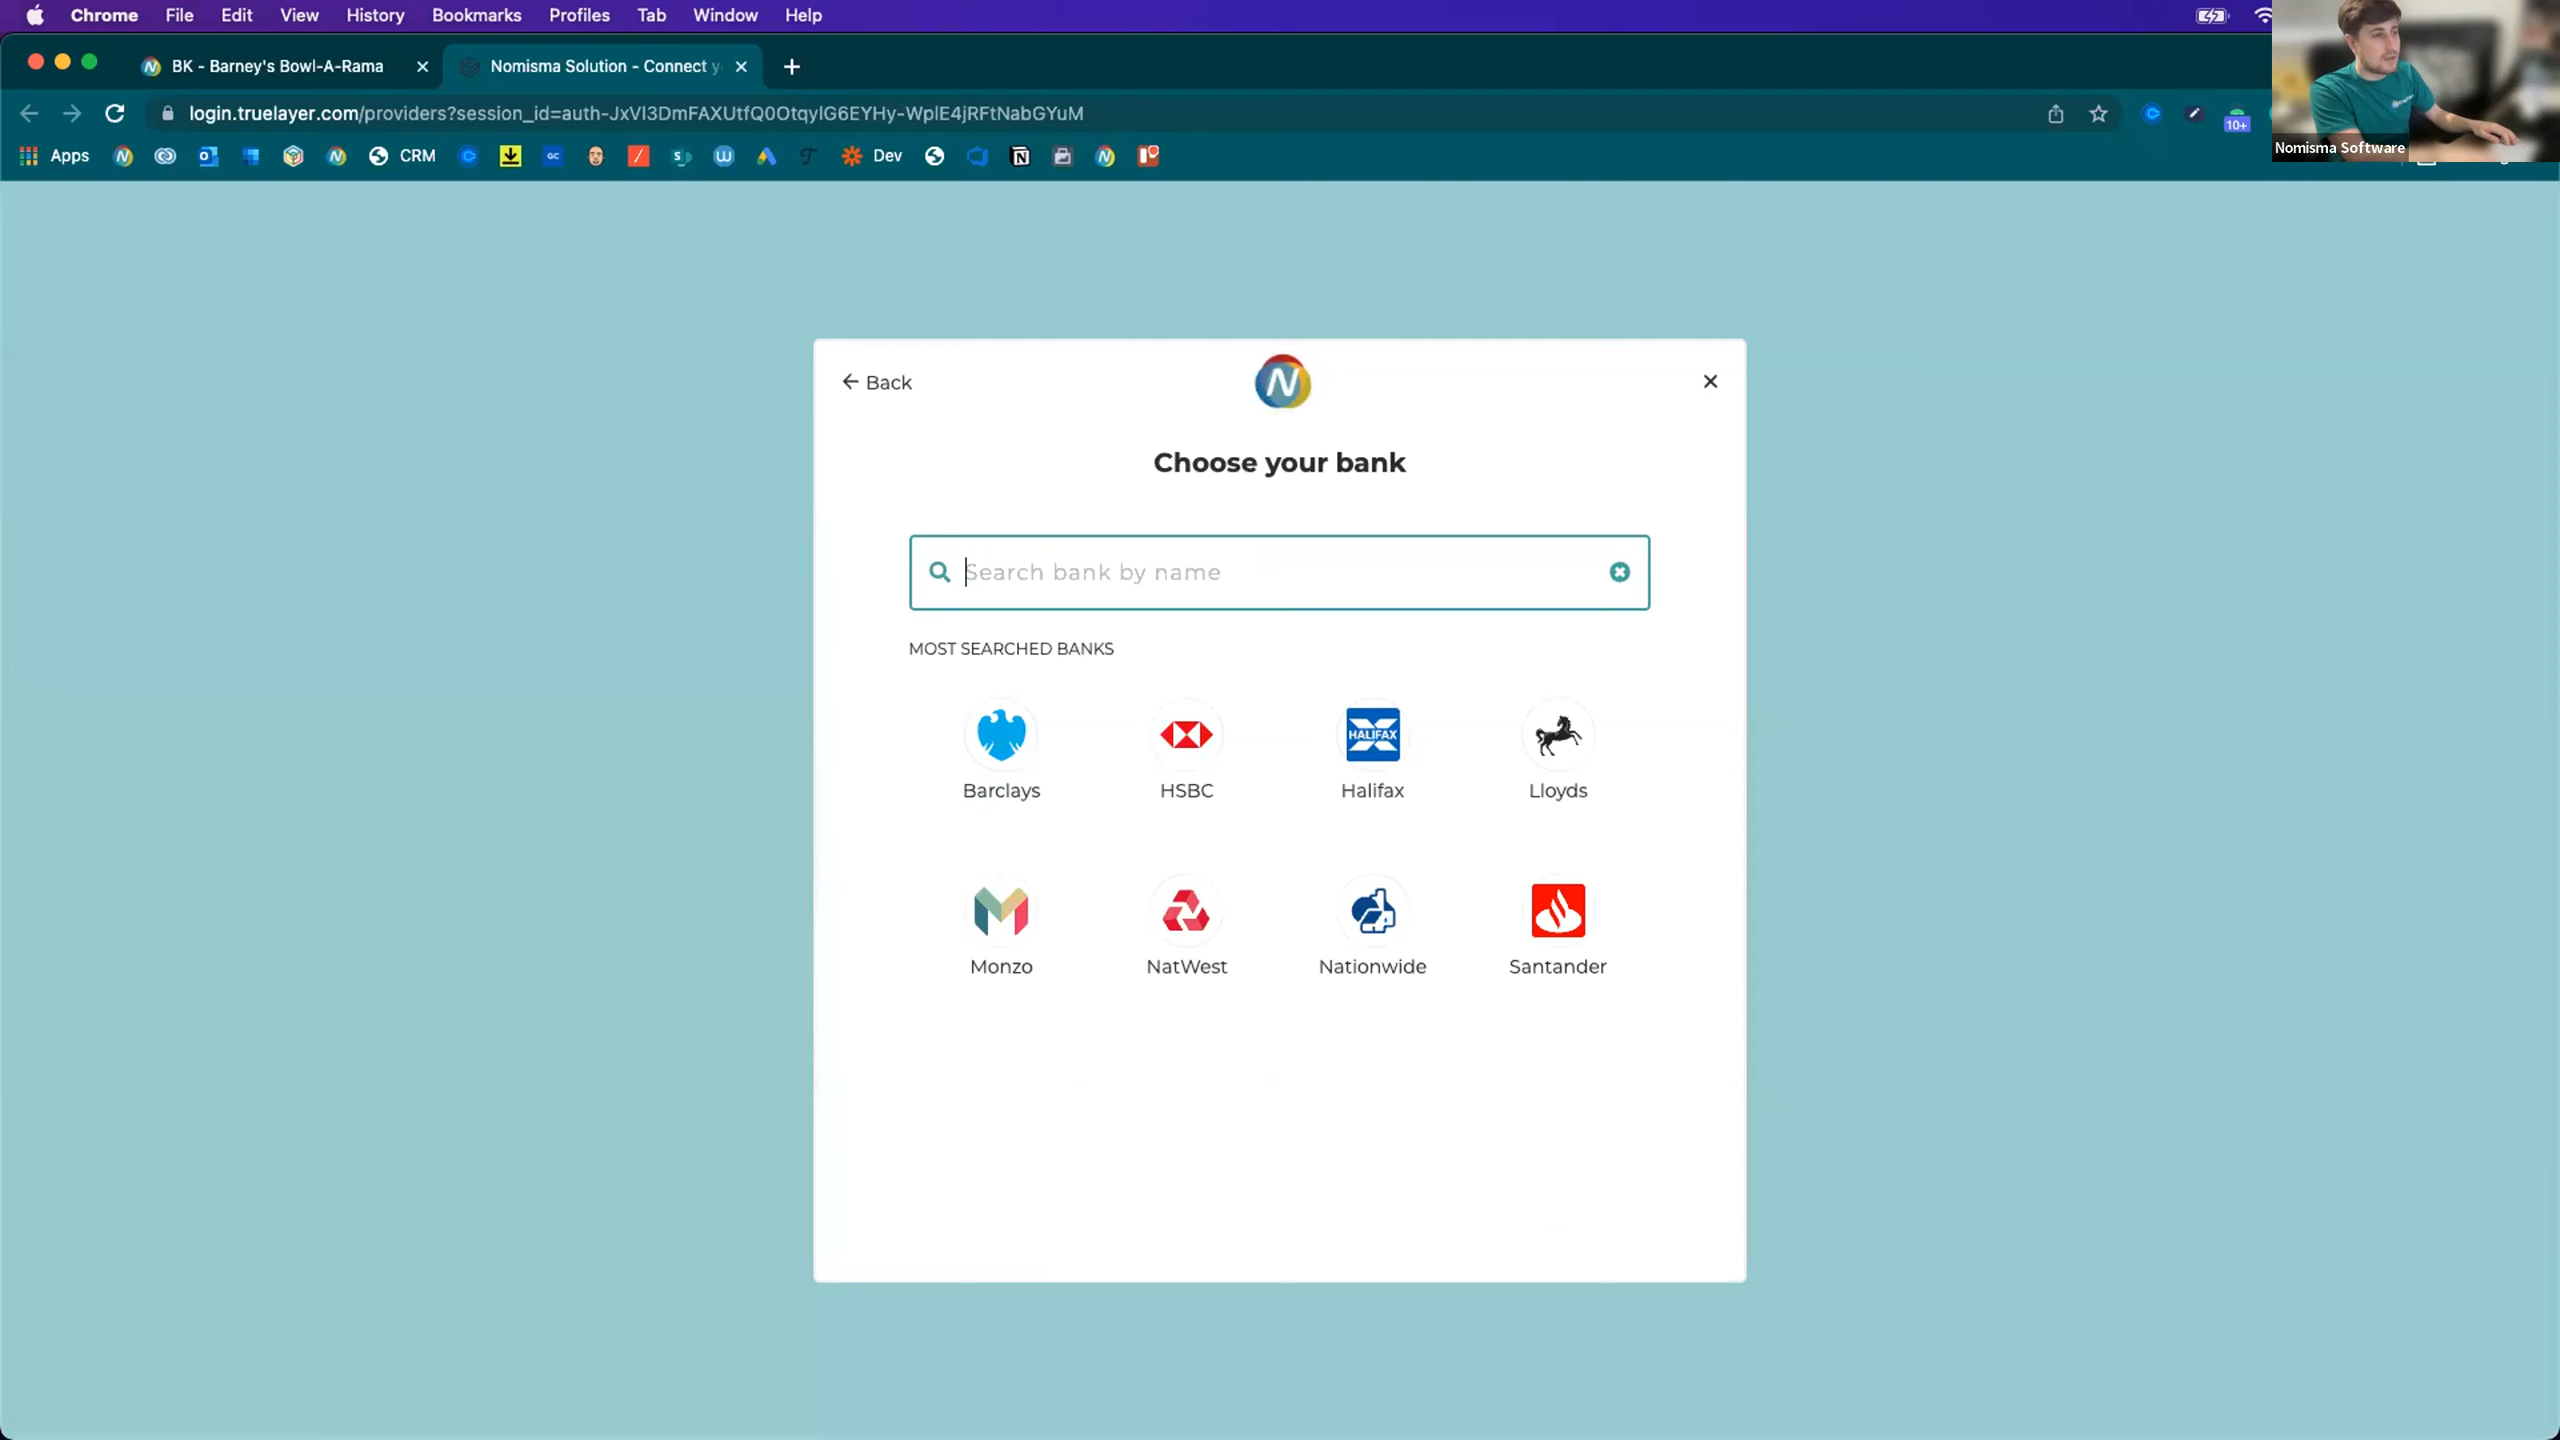 Chrome File Edit View History Bookmarks Profiles Tab Window Help
BK - Barney's Bowl-A-Rama
Nomisma Solution - Connect y
login.truelayer.com/providers?session_id=auth-JxVl3DmFAXUtfQ0OtqylG6EYHy-WplE4jRFtNabGYuM
10+
Apps CRM GC Dev
Nomisma Software
Back
N
Choose your bank
Search bank by name
MOST SEARCHED BANKS
HALIFAX
Barclays HSBC Halifax Lloyds
Monzo NatWest Nationwide Santander